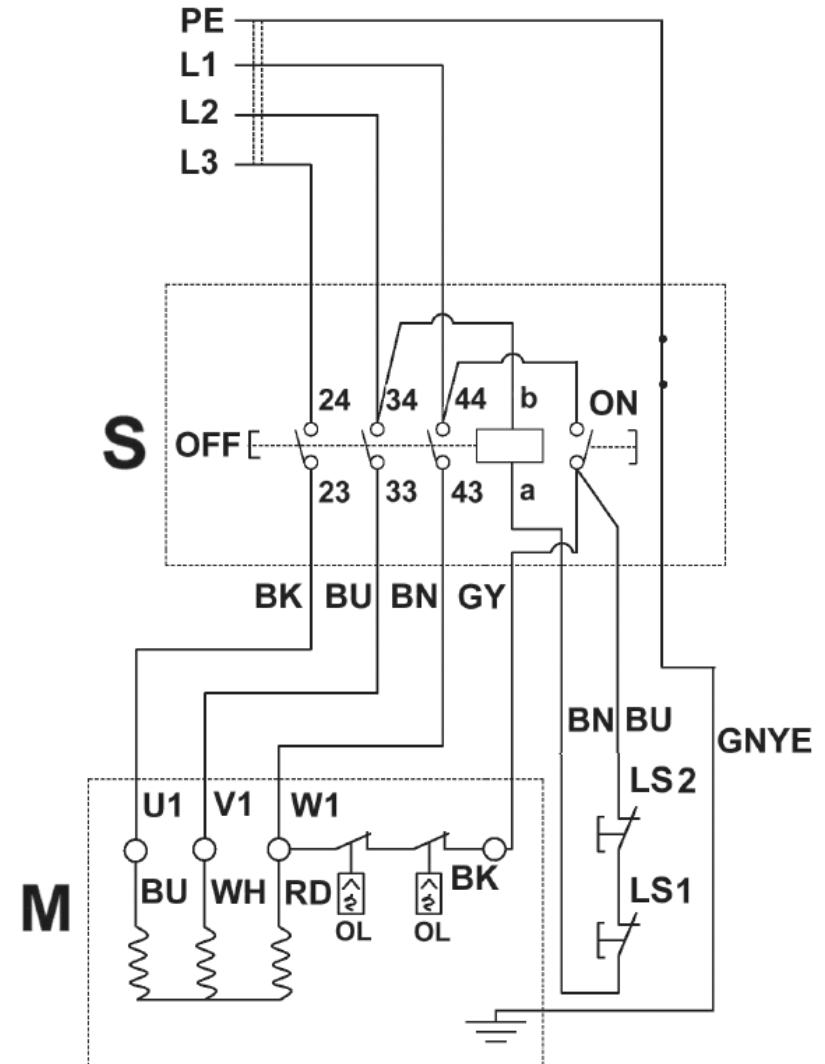 PE
L1
L2
L3
24 34 44 b ON
S OFF
23 33 43 a
BK BU BN GY
BN BU GNYE
LS2
U1 V1 W1
BU WH RD BK LS1
M
OL OL